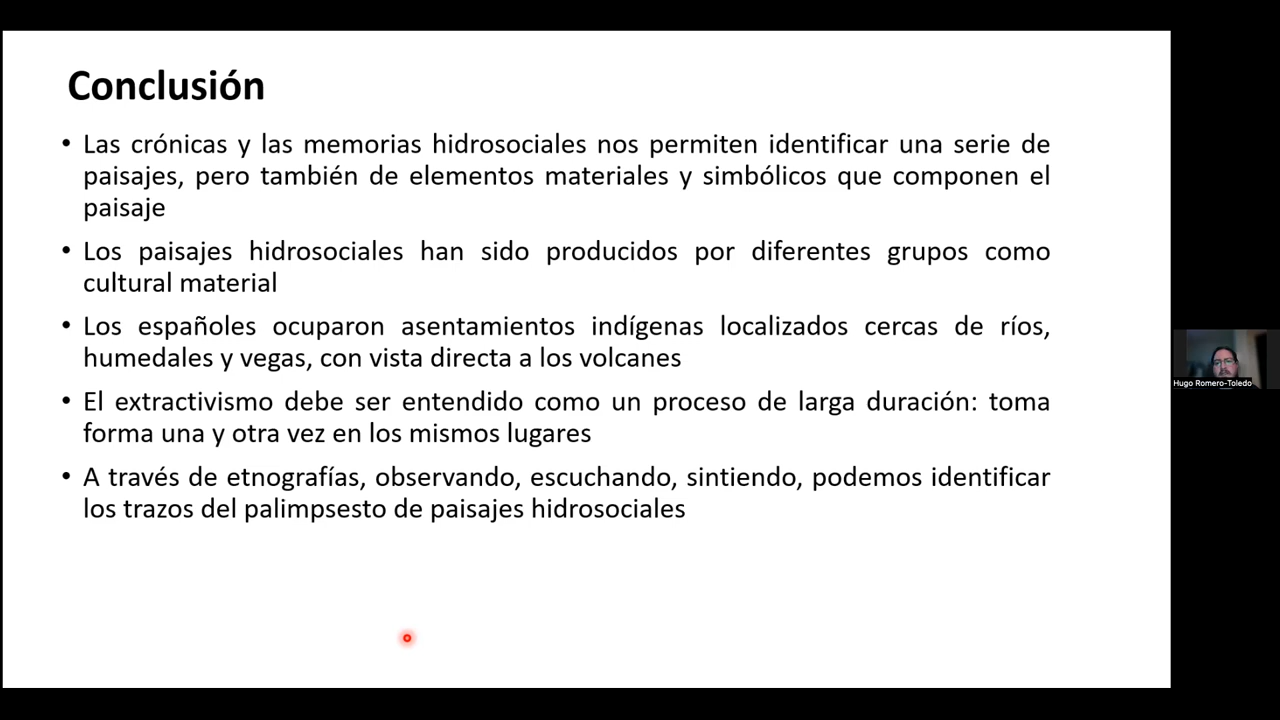 Conclusión
• Las crónicas y las memorias hidrosociales nos permiten identificar una serie de
paisajes, pero también de elementos materiales y simbólicos que componen el
paisaje
• Los paisajes hidrosociales han sido producidos por diferentes grupos como
cultural material
• Los españoles ocuparon asentamientos indígenas localizados cercas de ríos,
humedales y vegas, con vista directa a los volcanes
• El extractivismo debe ser entendido como un proceso de larga duración: toma
forma una y otra vez en los mismos lugares
• A través de etnografías, observando, escuchando, sintiendo, podemos identificar
los trazos del palimpsesto de paisajes hidrosociales
Hugo Romero-Toledo